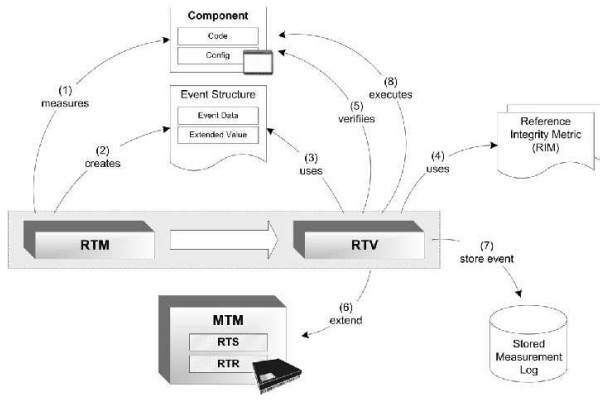 Component
Code
Config
(1)
measures
(8)
executes
(5)
verifiies
Event Structure
Event Data
Extended Value
(2)
creates
(3)
uses
(4)
uses
Reference
Integrity Metric
(RIM)
RTM
RTV
(7)
store event
(6)
extend
MTM
RTS
RTR
Stored
Measurement
Log